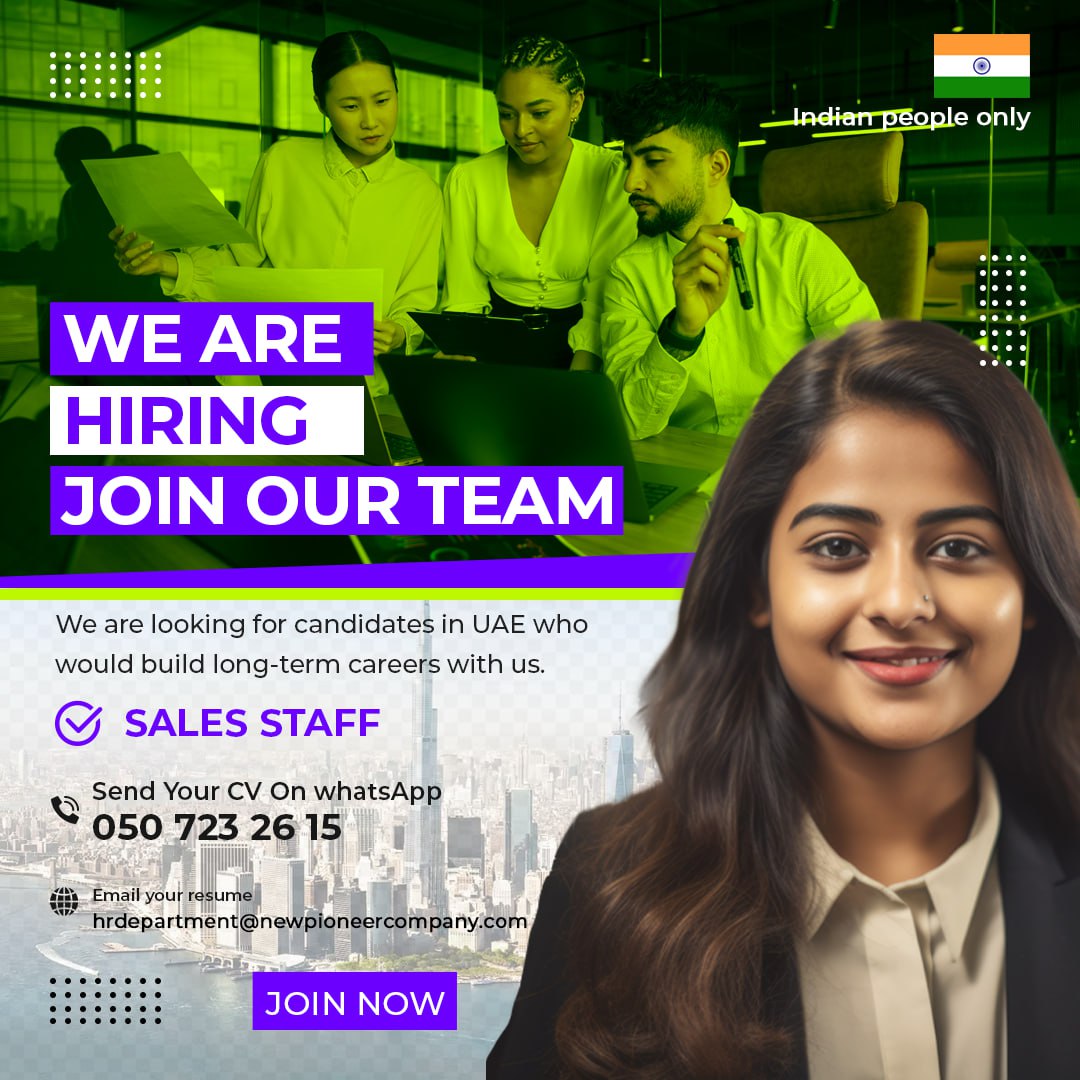 Indian people only
WE ARE
HIRING
JOIN OUR TEAM
We are looking for candidates in UAE who
would build long-term careers with us.
SALES STAFF
Send Your CV On whatsApp
050 723 26 15
Email your resume
hrdepartment@newpioneercompany.com
JOIN NOW